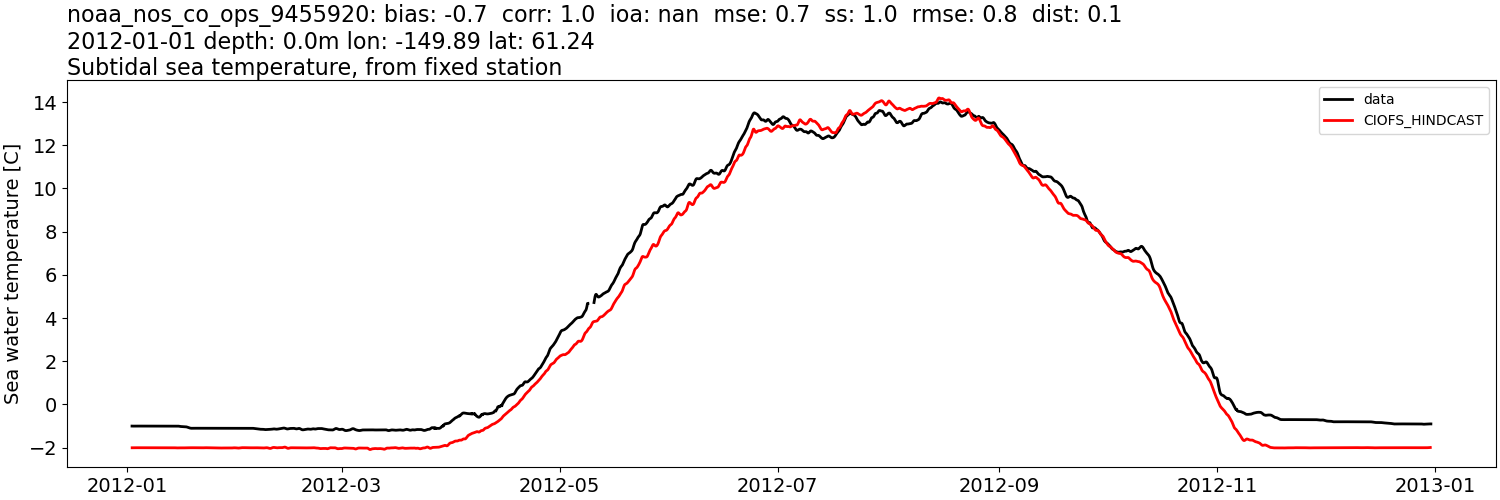 noaa_nos_co_ops_9455920: bias: -0.7 corr: 1.0 ioa: nan mse: 0.7 ss: 1.0 rmse: 0.8 dist: 0.1
2012-01-01 depth: 0.0m lon: -149.89 lat: 61.24
Subtidal sea temperature, from fixed station
data
CIOFS_HINDCAST
Sea water temperature [C]
14
12
10
8
6
4
2
0
−2
2012-01
2012-03
2012-05
2012-07
2012-09
2012-11
2013-01